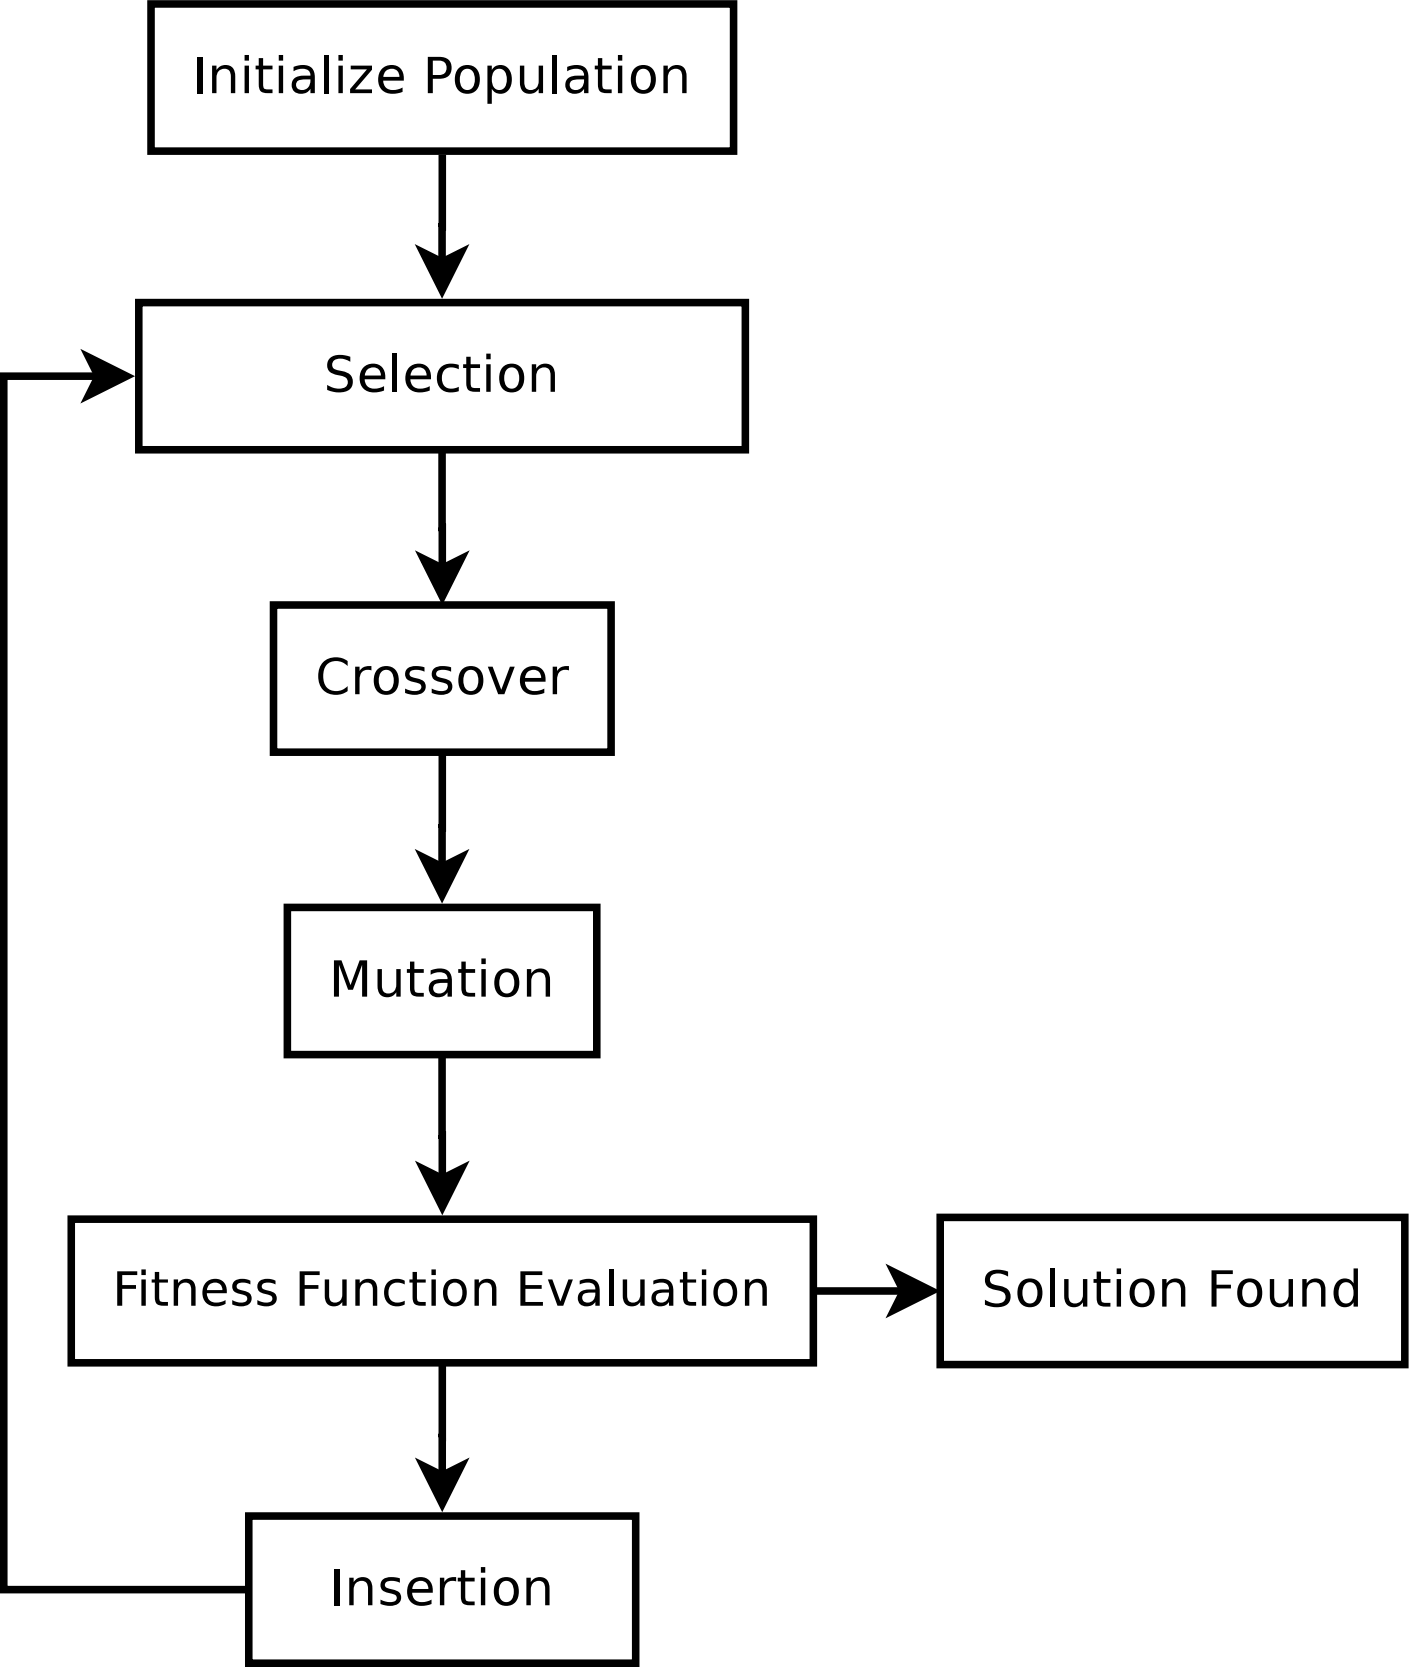 Initialize Population
Selection
Crossover
Mutation
Fitness Function Evaluation
Solution Found
Insertion